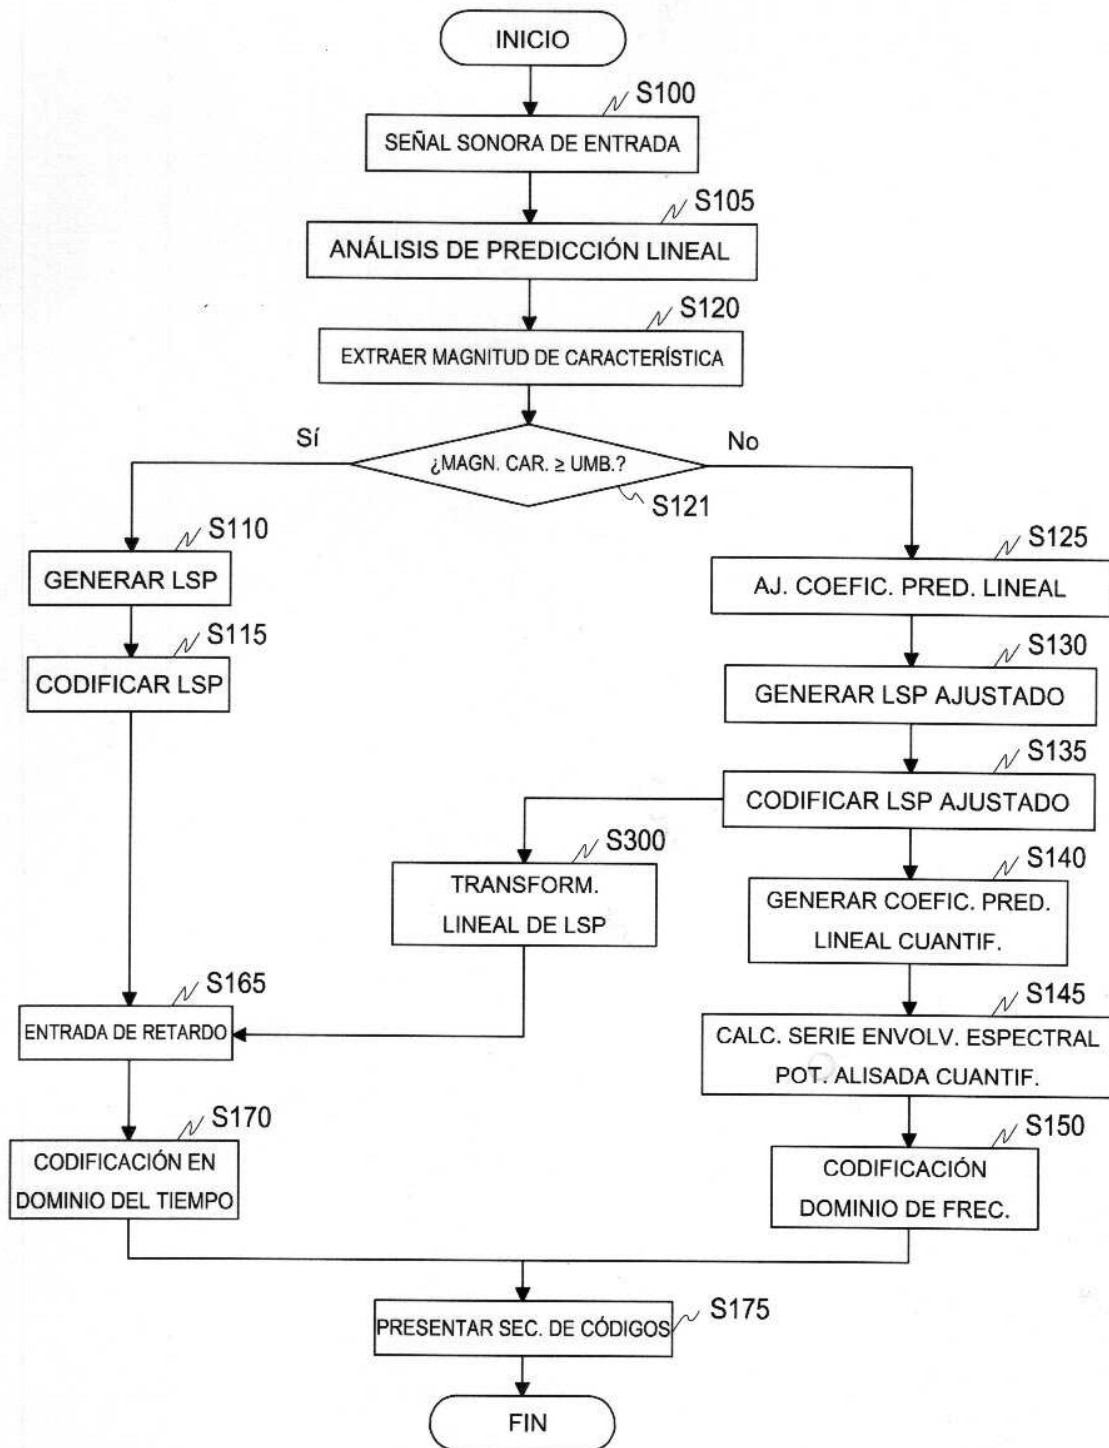 INICIO
S100
SEÑAL SONORA DE ENTRADA
S105
ANÁLISIS DE PREDICCIÓN LINEAL
S120
EXTRAER MAGNITUD DE CARACTERÍSTICA
Sí
¿MAGN. CAR. ≥ UMB.?
No
S121
S110
GENERAR LSP
S115
CODIFICAR LSP
S125
AJ. COEFIC. PRED. LINEAL
S130
GENERAR LSP AJUSTADO
S135
CODIFICAR LSP AJUSTADO
S300
TRANSFORM.
LINEAL DE LSP
S140
GENERAR COEFIC. PRED.
LINEAL CUANTIF.
S165
ENTRADA DE RETARDO
S145
CALC. SERIE ENVOLV. ESPECTRAL
POT. ALISADA CUANTIF.
S170
CODIFICACIÓN EN
DOMINIO DEL TIEMPO
S150
CODIFICACIÓN
DOMINIO DE FREC.
S175
PRESENTAR SEC. DE CÓDIGOS
FIN